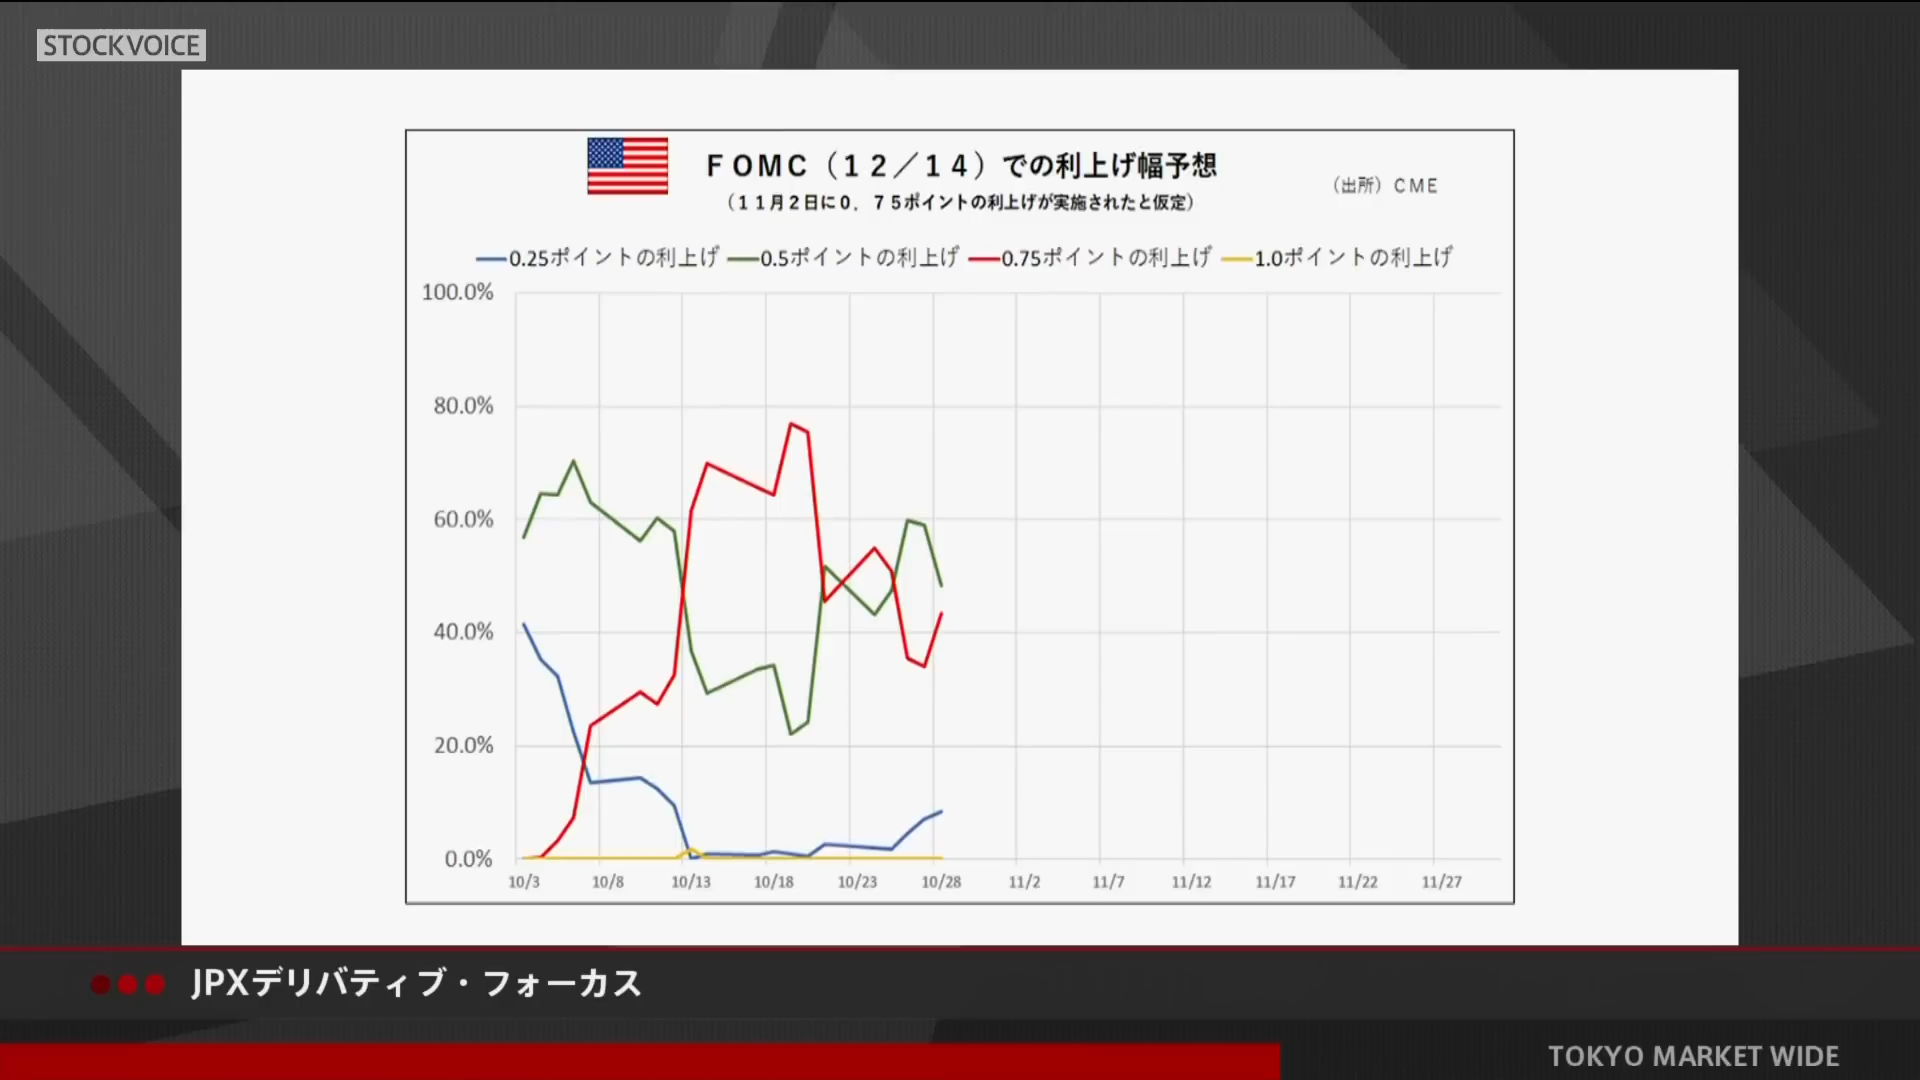 STOCKVOICE
FOMC（12／14）での利上げ幅予想
（出所）CME
（11月2日に0．75ポイントの利上げが実施されたと仮定）
0.25ポイントの利上げ 0.5ポイントの利上げ 0.75ポイントの利上げ 1.0ポイントの利上げ
100.0%
80.0%
60.0%
40.0%
20.0%
0.0%
10/3 10/8 10/13 10/18 10/23 10/28 11/2 11/7 11/12 11/17 11/22 11/27
JPXデリバティブ・フォーカス
TOKYO MARKET WIDE